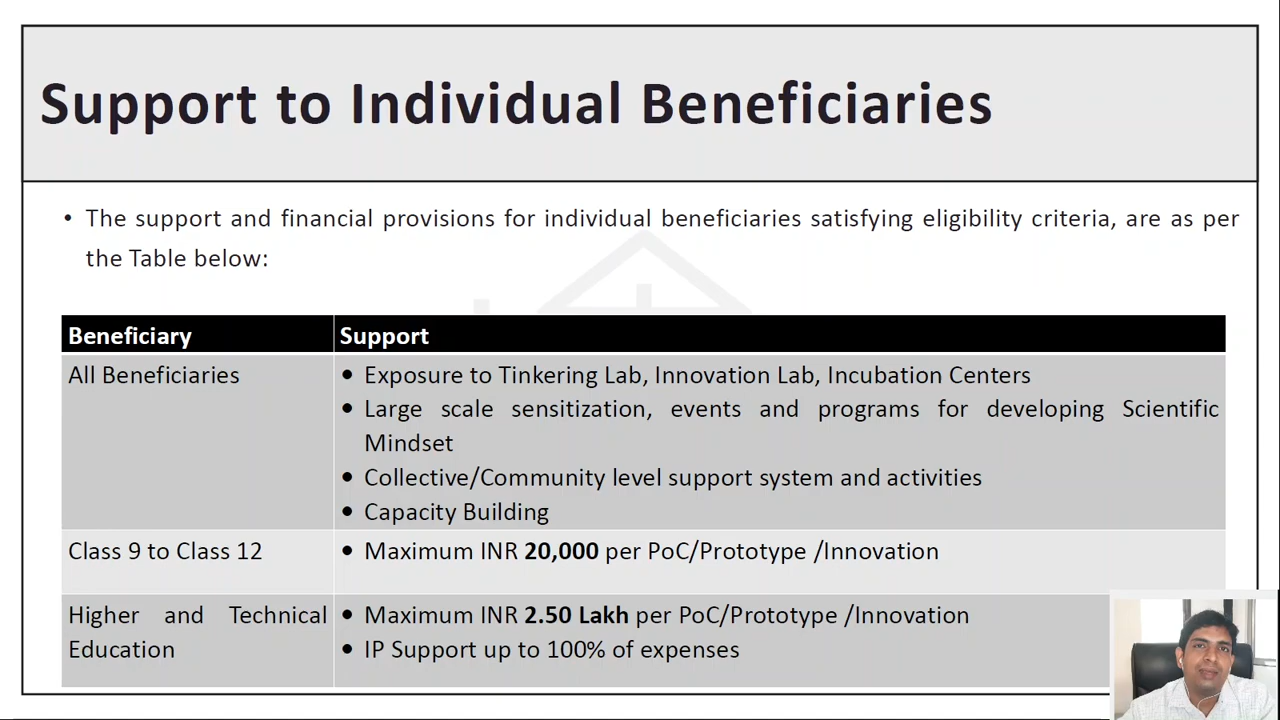 Support to Individual Beneficiaries
• The support and financial provisions for individual beneficiaries satisfying eligibility criteria, are as per
the Table below:
Beneficiary Support
All Beneficiaries
• Exposure to Tinkering Lab, Innovation Lab, Incubation Centers
• Large scale sensitization, events and programs for developing Scientific
Mindset
• Collective/Community level support system and activities
• Capacity Building
Class 9 to Class 12
• Maximum INR 20,000 per PoC/Prototype /Innovation
Higher and Technical
Education
• Maximum INR 2.50 Lakh per PoC/Prototype /Innovation
• IP Support up to 100% of expenses